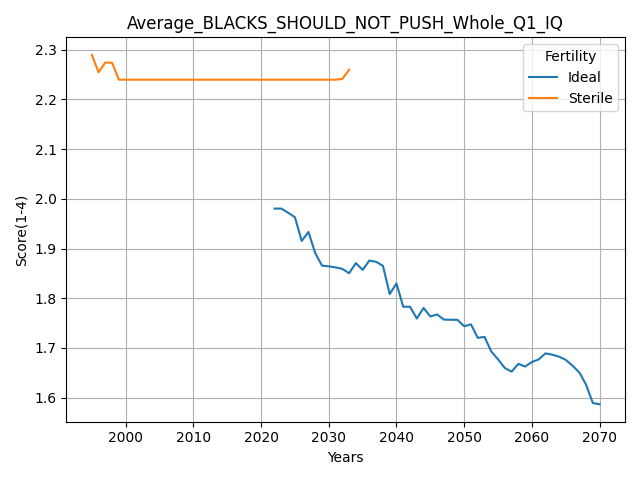 Average_BLACKS_SHOULD_NOT_PUSH_Whole_Q1_IQ
Fertility
Ideal
Sterile
Score(1-4)
2.3
2.2
2.1
2.0
1.9
1.8
1.7
1.6
2000 2010 2020 2030 2040 2050 2060 2070
Years